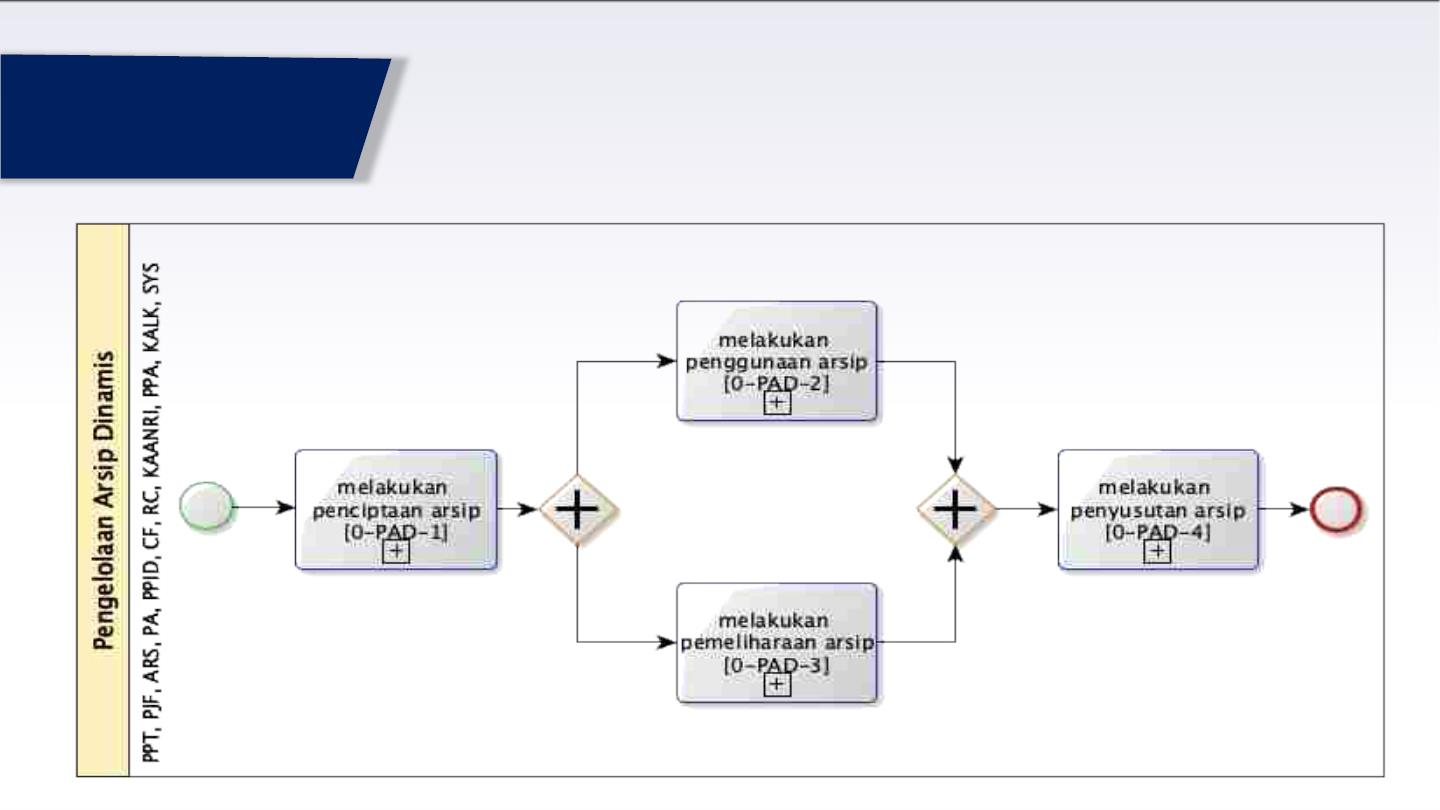 Pengelolaan Arsip Dinamis
PPT, PJF, ARS, PA, PPID, CF, RC, KAANRI, PPA, KALK, SYS
melakukan
penciptaan arsip
[0-PAD-1]
melakukan
penggunaan arsip
[0-PAD-2]
melakukan
pemeliharaan arsip
[0-PAD-3]
melakukan
penyusutan arsip
[0-PAD-4]